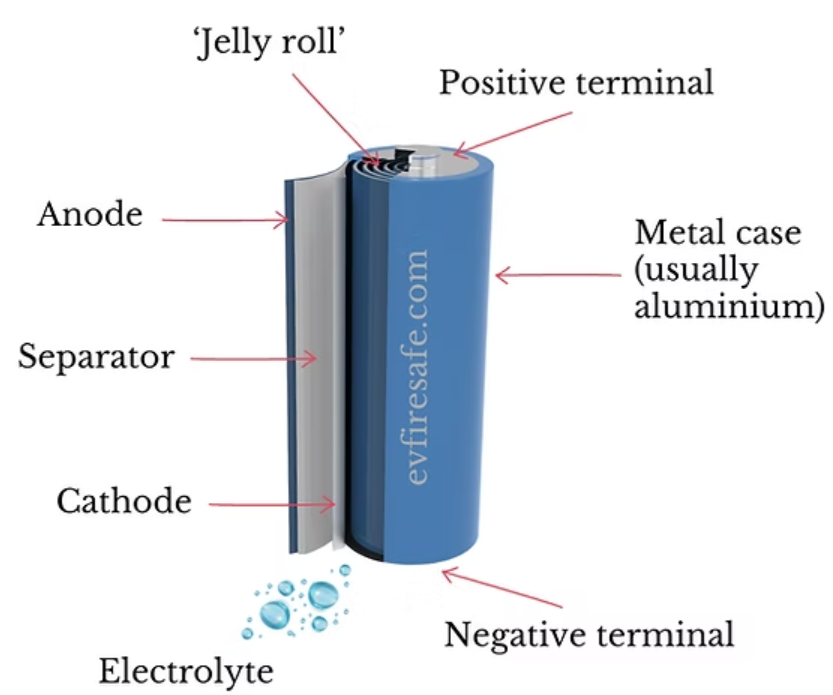 ‘Jelly roll’
Positive terminal
Anode
Metal case
(usually
aluminium)
Separator
evfiresafe.com
Cathode
Negative terminal
Electrolyte